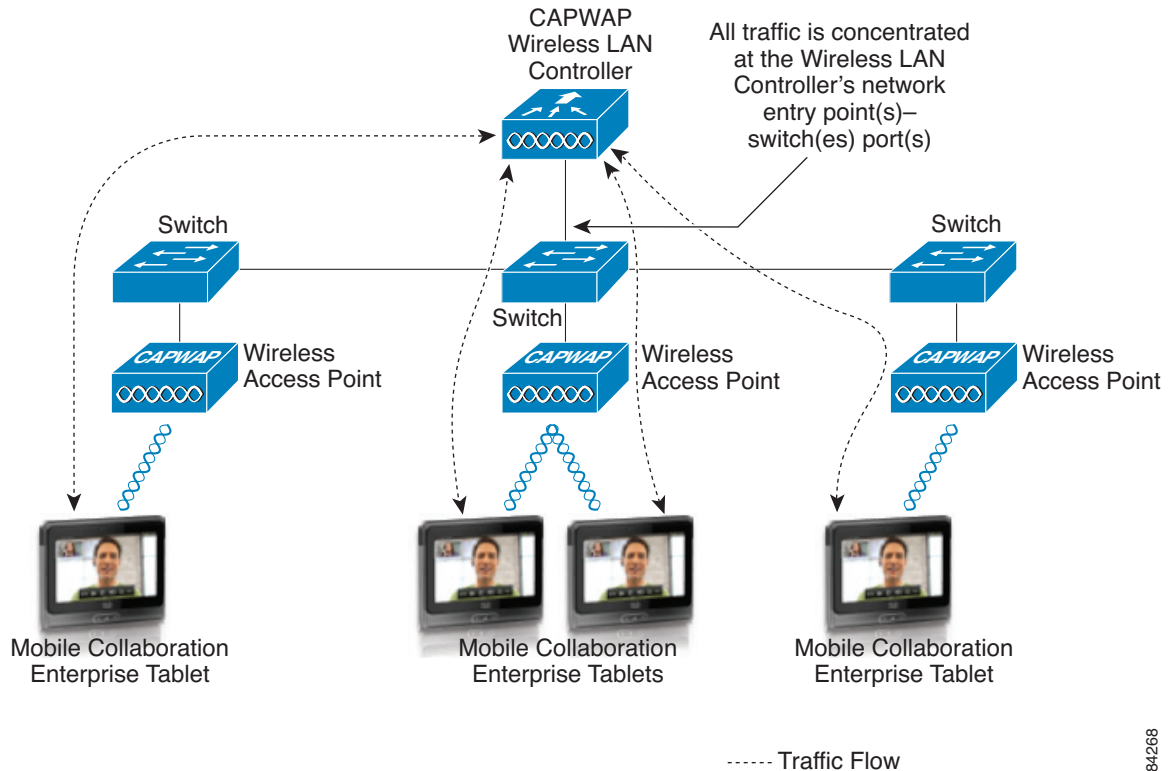 CAPWAP
Wireless LAN
Controller
All traffic is concentrated
at the Wireless LAN
Controller's network
entry point(s)–
switch(es) port(s)
Switch
Switch
Switch
CAPWAP
Wireless
Access Point
CAPWAP
Wireless
Access Point
CAPWAP
Wireless
Access Point
Mobile Collaboration
Enterprise Tablet
Mobile Collaboration
Enterprise Tablets
Mobile Collaboration
Enterprise Tablet
Traffic Flow
84268